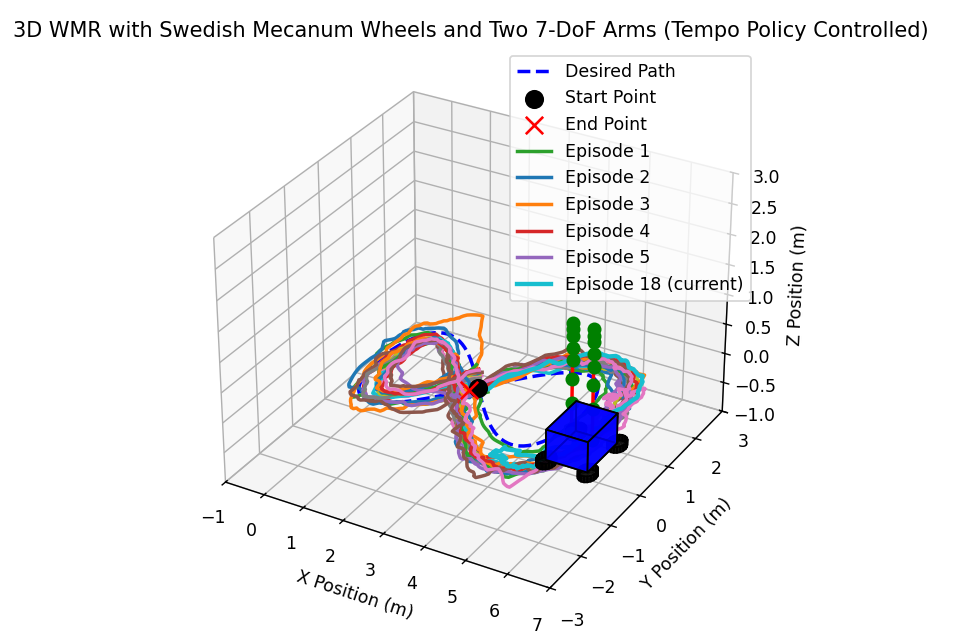 3D WMR with Swedish Mecanum Wheels and Two 7-DoF Arms (Tempo Policy Controlled)
Desired Path
Start Point
End Point
Episode 1
Episode 2
Episode 3
Episode 4
Episode 5
Episode 18 (current)
3.0
2.5
2.0
1.5
1.0
0.5
0.0
−0.5
−1.0
Z Position (m)
−1
0
1
2
3
4
5
6
7
X Position (m)
−3
−2
−1
0
1
2
3
Y Position (m)